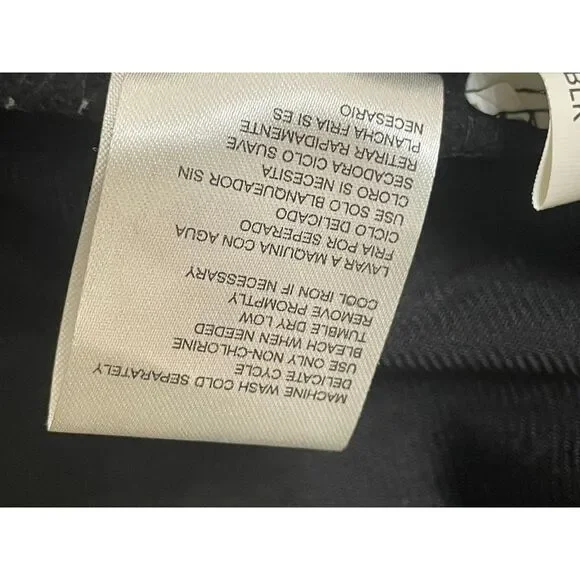 MACHINE WASH COLD SEPARATELY
DELICATE CYCLE
USE ONLY NON-CHLORINE
BLEACH WHEN NEEDED
TUMBLE DRY LOW
REMOVE PROMPTLY
COOL IRON IF NECESSARY
LAVAR A MAQUINA CON AGUA
FRIA POR SEPERADO
CICLO DELICADO
USE SOLO BLANQUEADOR SIN
CLORO SI NECESITA
SECADORA CICLO SUAVE
RETIRAR RAPIDAMENTE
PLANCHA FRIA SI ES
NECESARIO
BLK